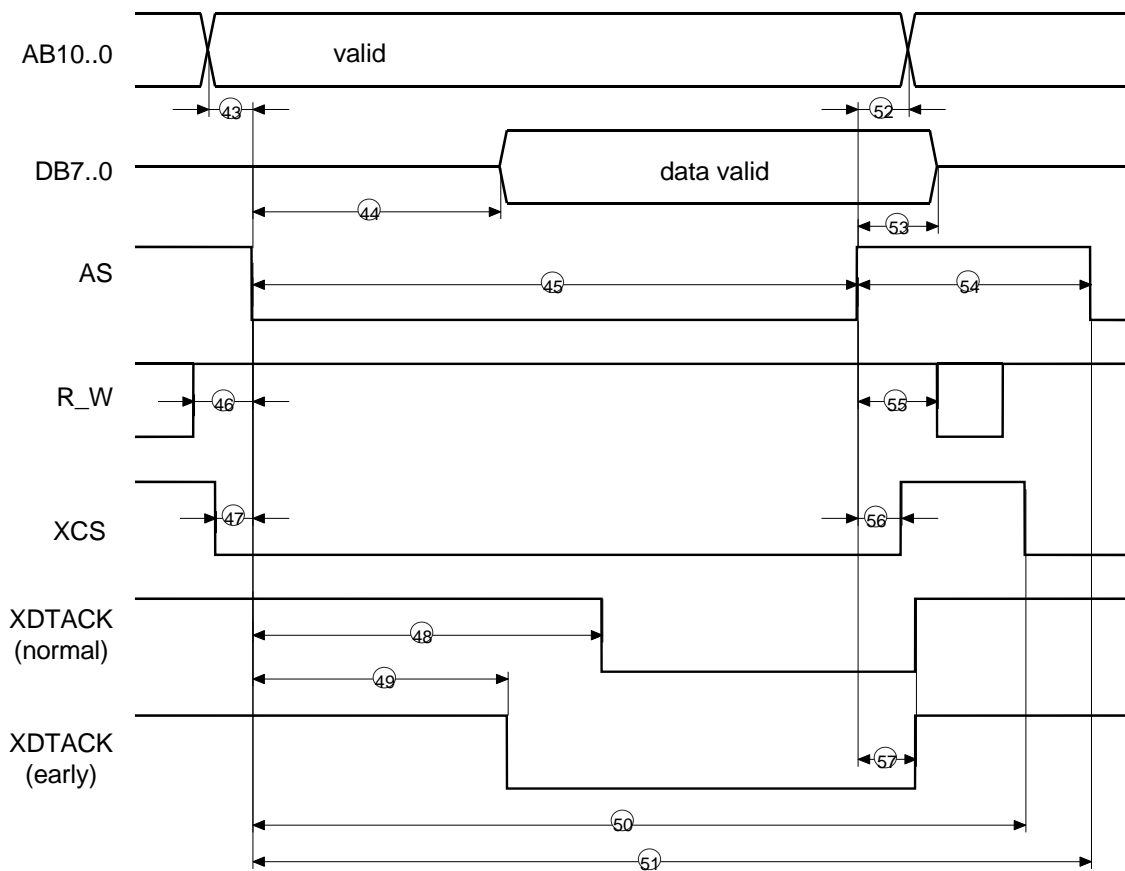 AB10..0
valid
43
52
DB7..0
data valid
44
53
AS
45
54
R_W
46
55
XCS
47
56
XDTACK
(normal)
48
49
XDTACK
(early)
57
50
51